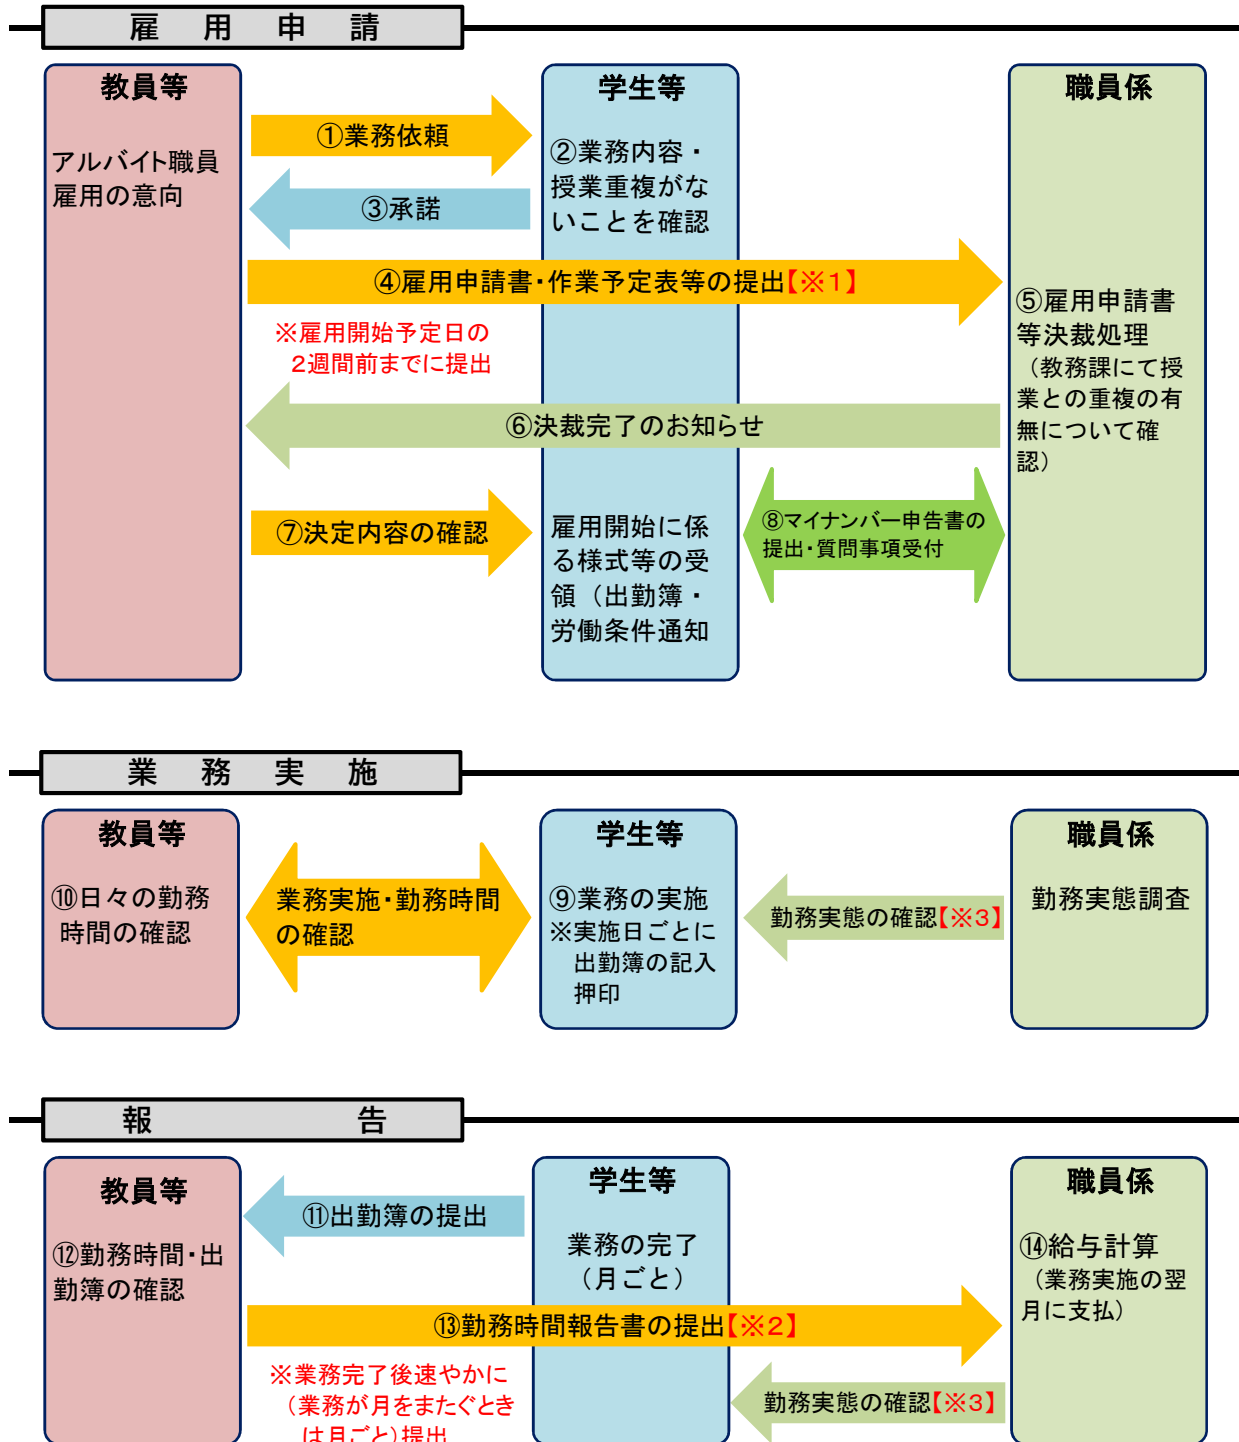 雇用申請
教員等
アルバイト職員
雇用の意向
①業務依頼
③承諾
学生等
②業務内容・
授業重複がな
いことを確認
職員係
④雇用申請書・作業予定表等の提出【※1】
※雇用開始予定日の
2週間前までに提出
⑤雇用申請書
等決裁処理
（教務課にて授
業との重複の有
無について確
認）
⑥決裁完了のお知らせ
⑦決定内容の確認
雇用開始に係
る様式等の受
領（出勤簿・
労働条件通知
⑧マイナンバー申告書の
提出・質問事項受付
業務実施
教員等
⑩日々の勤務
時間の確認
業務実施・勤務時間
の確認
学生等
⑨業務の実施
※実施日ごとに
出勤簿の記入
押印
勤務実態の確認【※3】
職員係
勤務実態調査
報告
教員等
⑫勤務時間・出
勤簿の確認
⑪出勤簿の提出
学生等
業務の完了
（月ごと）
職員係
⑭給与計算
（業務実施の翌
月に支払）
⑬勤務時間報告書の提出【※2】
※業務完了後速やかに
（業務が月をまたぐとき
は月ごと）提出
勤務実態の確認【※3】